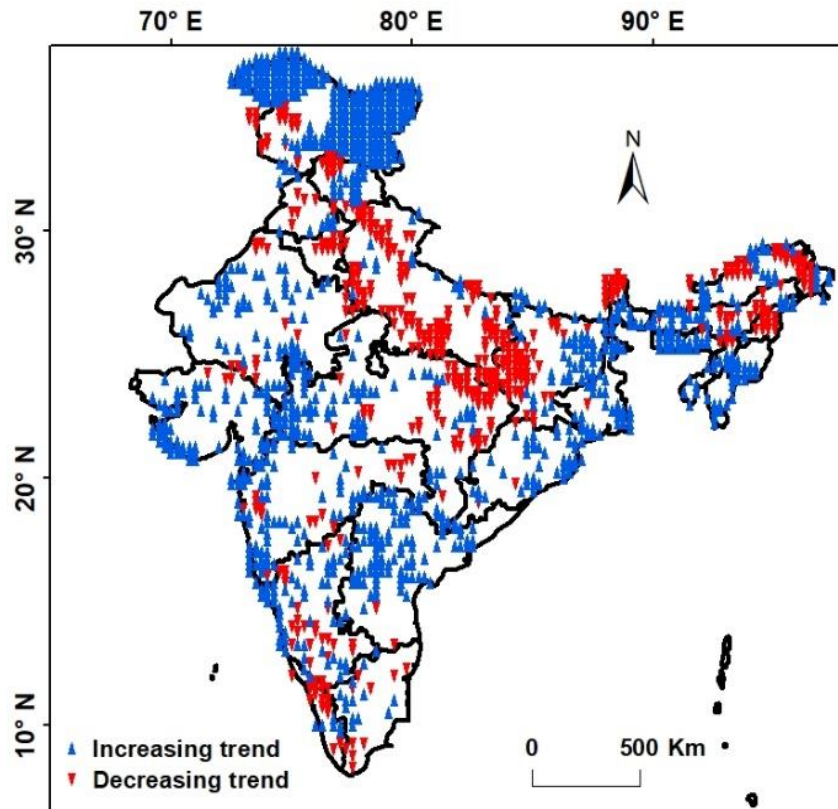 70° E 80° E 90° E
N
30° N
20° N
10° N
Increasing trend
Decreasing trend
0 500 Km